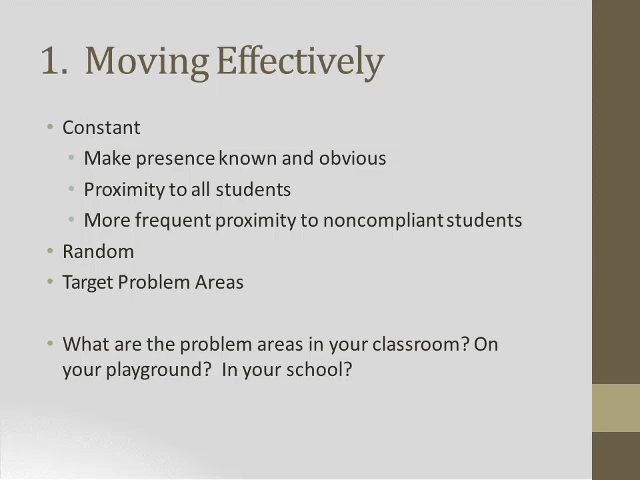 1. Moving Effectively
• Constant
• Make presence known and obvious
• Proximity to all students
• More frequent proximity to noncompliant students
• Random
• Target Problem Areas
• What are the problem areas in your classroom? On
your playground? In your school?